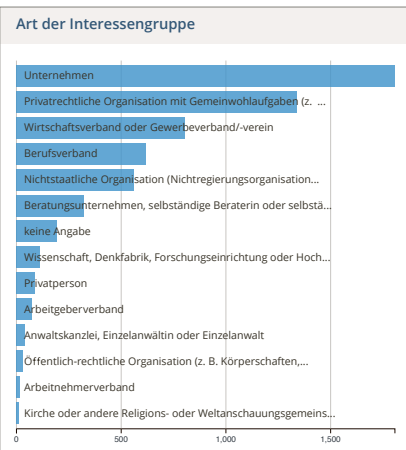 Art der Interessengruppe
Unternehmen
Privatrechtliche Organisation mit Gemeinwohlaufgaben (z. ...
Wirtschaftsverband oder Gewerbeverband/-verein
Berufsverband
Nichtstaatliche Organisation (Nichtregierungsorganisation...
Beratungsunternehmen, selbständige Beraterin oder selbstä...
keine Angabe
Wissenschaft, Denkfabrik, Forschungseinrichtung oder Hoch...
Privatperson
Arbeitgeberverband
Anwaltskanzlei, Einzelanwältin oder Einzelanwalt
Öffentlich-rechtliche Organisation (z. B. Körperschaften,...
Arbeitnehmerverband
Kirche oder andere Religions- oder Weltanschauungsgemeins...
0 500 1,000 1,500